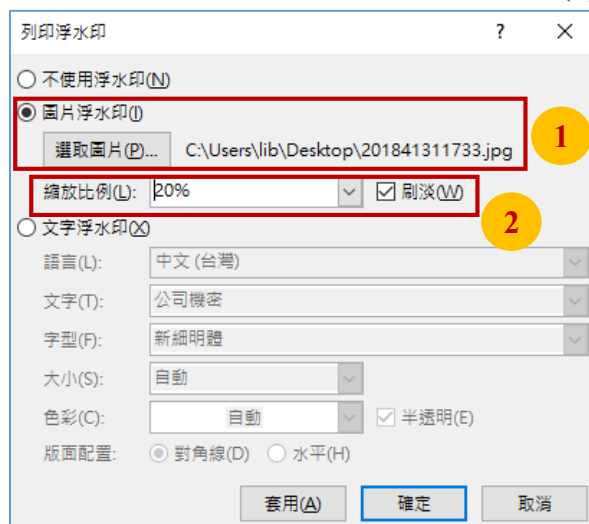 列印浮水印 ? ×
不使用浮水印(N)
圖片浮水印(I)
選取圖片(P)... C:\Users\lib\Desktop\201841311733.jpg
1
縮放比例(L): 20% 刷淡(W)
2
文字浮水印(X)
語言(L): 中文 (台灣)
文字(T): 公司機密
字型(F): 新細明體
大小(S): 自動
色彩(C): 自動 半透明(E)
版面配置: 對角線(D) 水平(H)
套用(A) 確定 取消